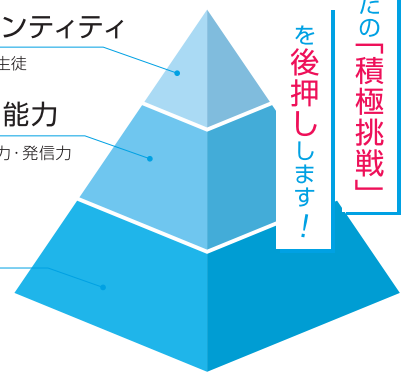 ンティティ
生徒
能力
力・発信力
たの「積極挑戦」
を後押しします！